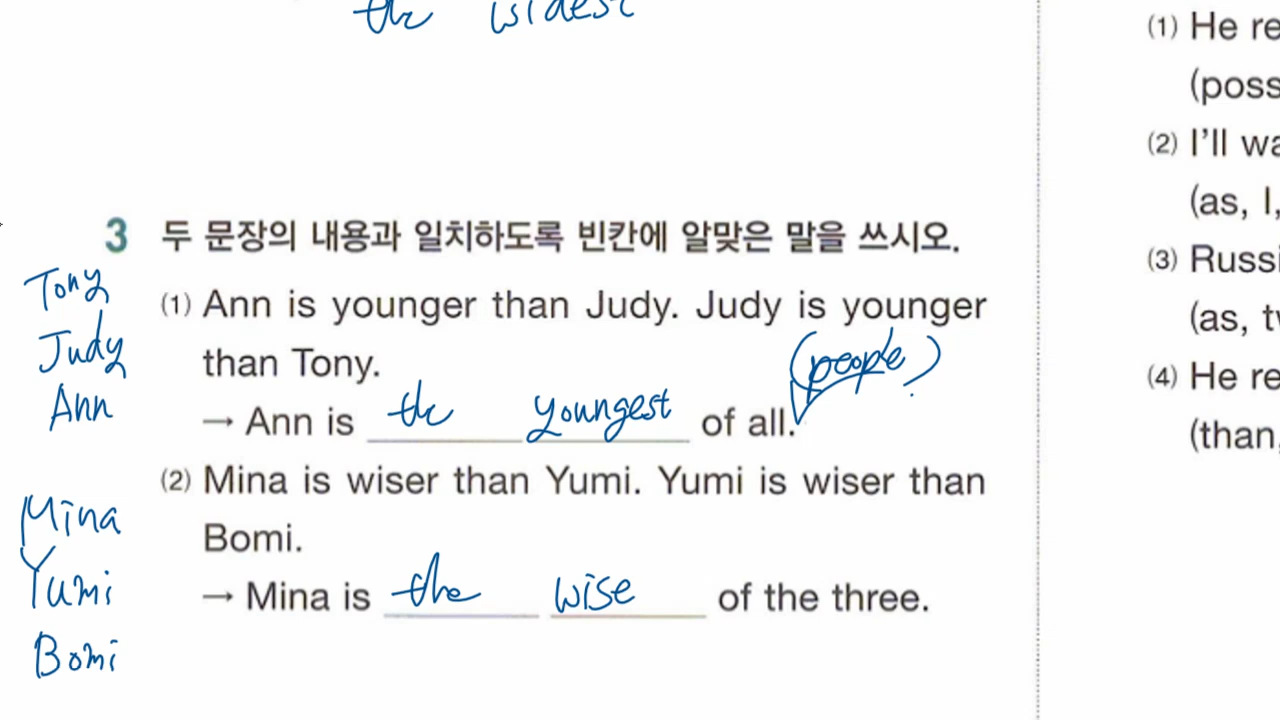 the widest
3 두 문장의 내용과 일치하도록 빈칸에 알맞은 말을 쓰시오.
Tony
Judy
Ann
(1) Ann is younger than Judy. Judy is younger
than Tony.
(people)
→ Ann is the youngest of all.
Mina
Yumi
Bomi
(2) Mina is wiser than Yumi. Yumi is wiser than
Bomi.
→ Mina is the wise of the three.
(1) He re
(poss
(2) I'll wa
(as, I,
(3) Russi
(as, tw
(4) He re
(than,